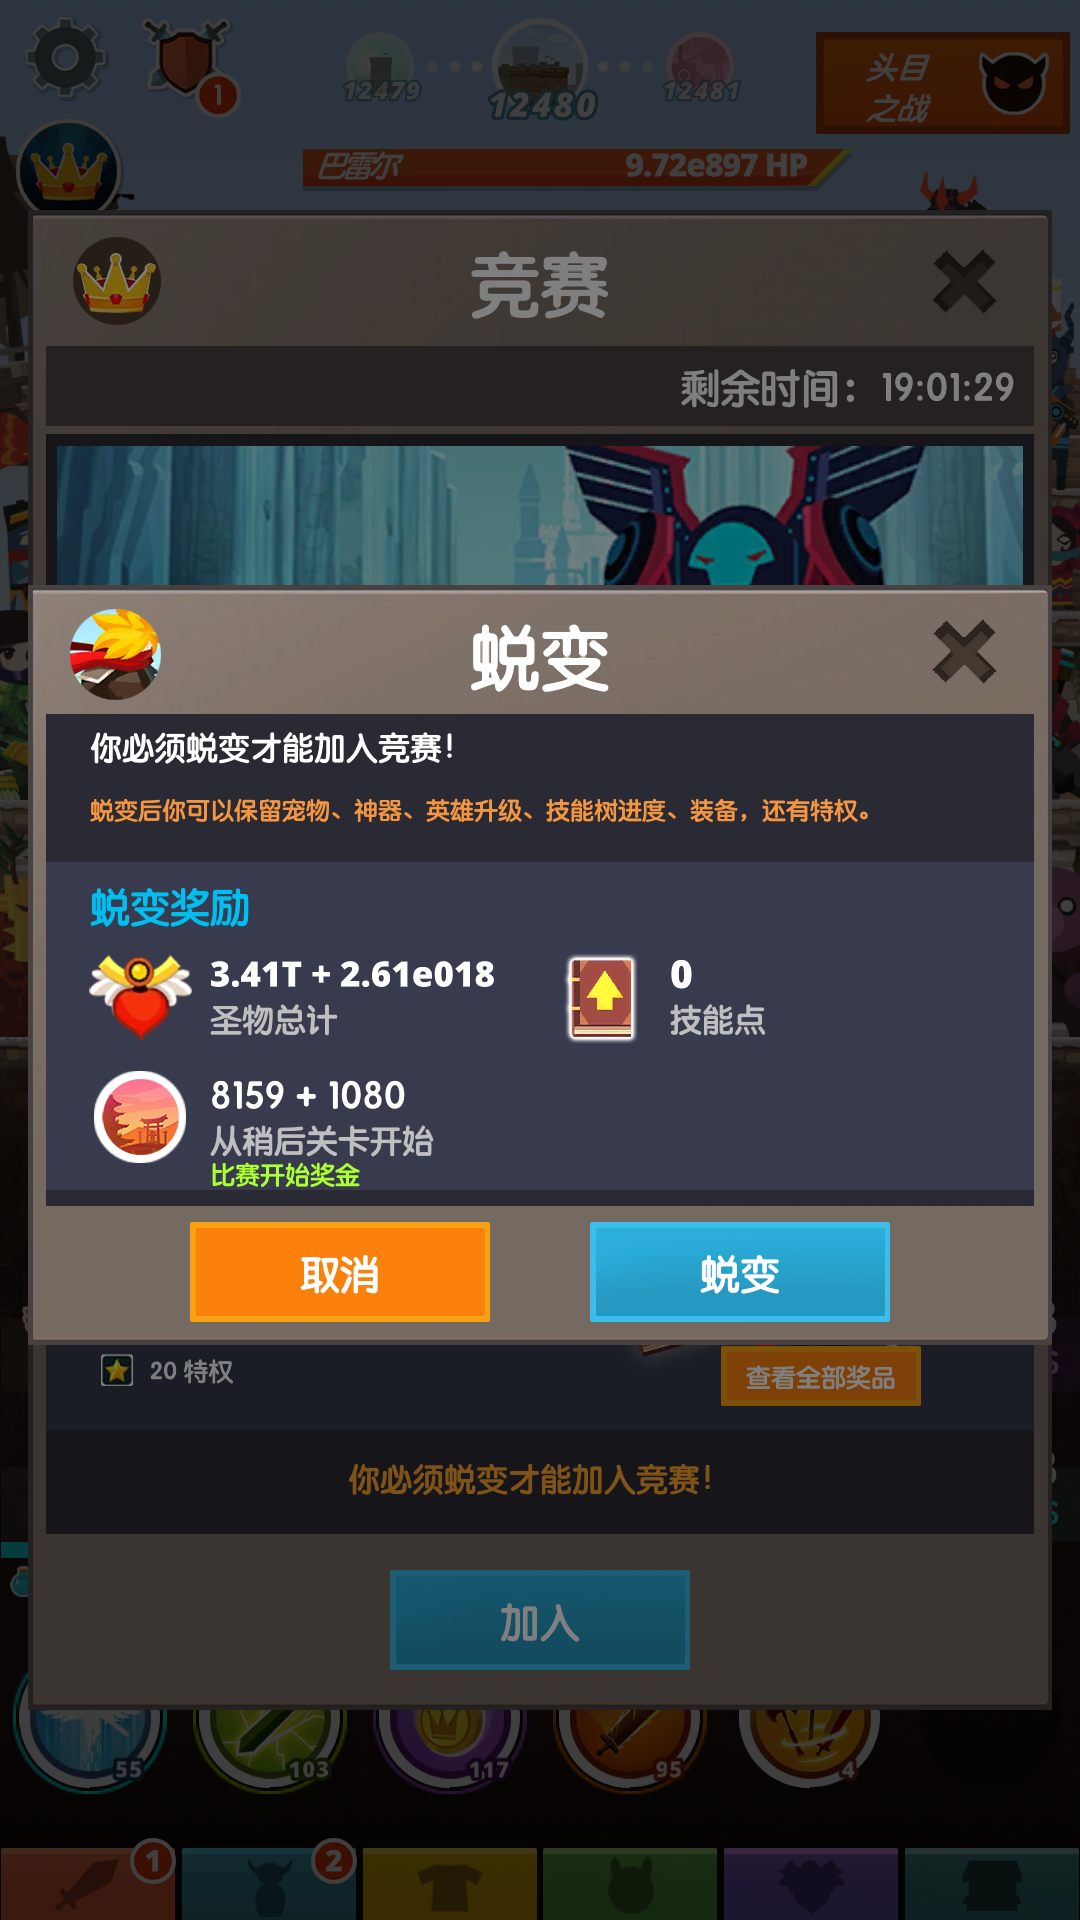 1
12479
12480
12481
头目
之战
巴雷尔
9.72e897 HP
竞赛
剩余时间：19:01:29
蜕变
你必须蜕变才能加入竞赛！
蜕变后你可以保留宠物、神器、英雄升级、技能树进度、装备，还有特权。
蜕变奖励
3.41T + 2.61e018
圣物总计
0
技能点
8159 + 1080
从稍后关卡开始
比赛开始奖金
取消
蜕变
20 特权
查看全部奖品
你必须蜕变才能加入竞赛！
加入
55
103
117
95
4
1
2